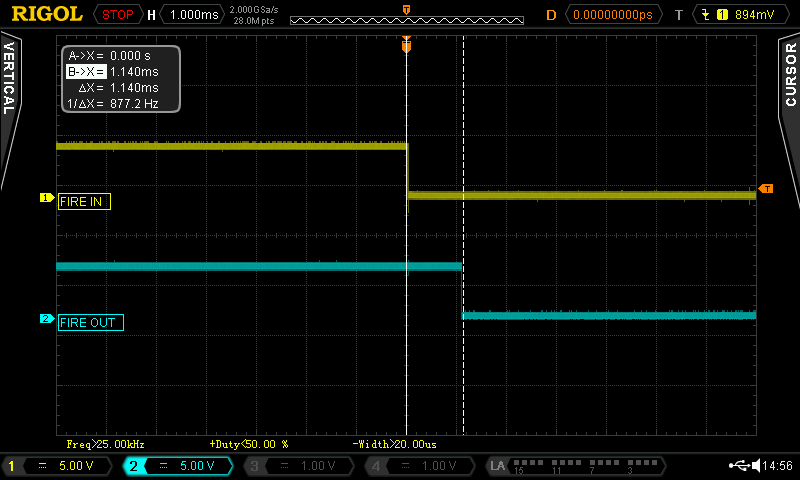 RIGOL STOP H 1.000ms 2.000GSa/s 28.0M pts D 0.00000000ps T 1 894mV
T
VERTICAL
CURSOR
A->X = 0.000 s
B->X = 1.140ms
ΔX = 1.140ms
1/ΔX = 877.2 Hz
T
1 FIRE IN
T
2 FIRE OUT
Freq>25.00kHz +Duty<50.00 % -Width>20.00us
1 5.00 V 2 5.00 V 3 1.00 V 4 1.00 V LA 15 11 7 3 14:56